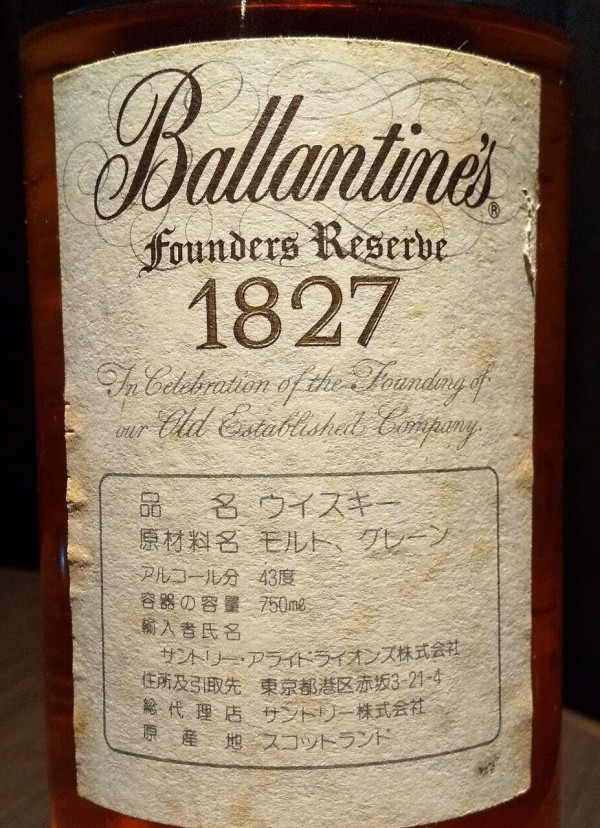 Ballantine's®
Founders Reserve
1827
In Celebration of the Founding of
our Old Established Company.
品名 ウイスキー
原材料名 モルト、グレーン
アルコール分 43度
容器の容量 750mℓ
輸入者氏名
サントリー・アライドライオンズ株式会社
住所及引取先 東京都港区赤坂3-21-4
総代理店 サントリー株式会社
原産地 スコットランド